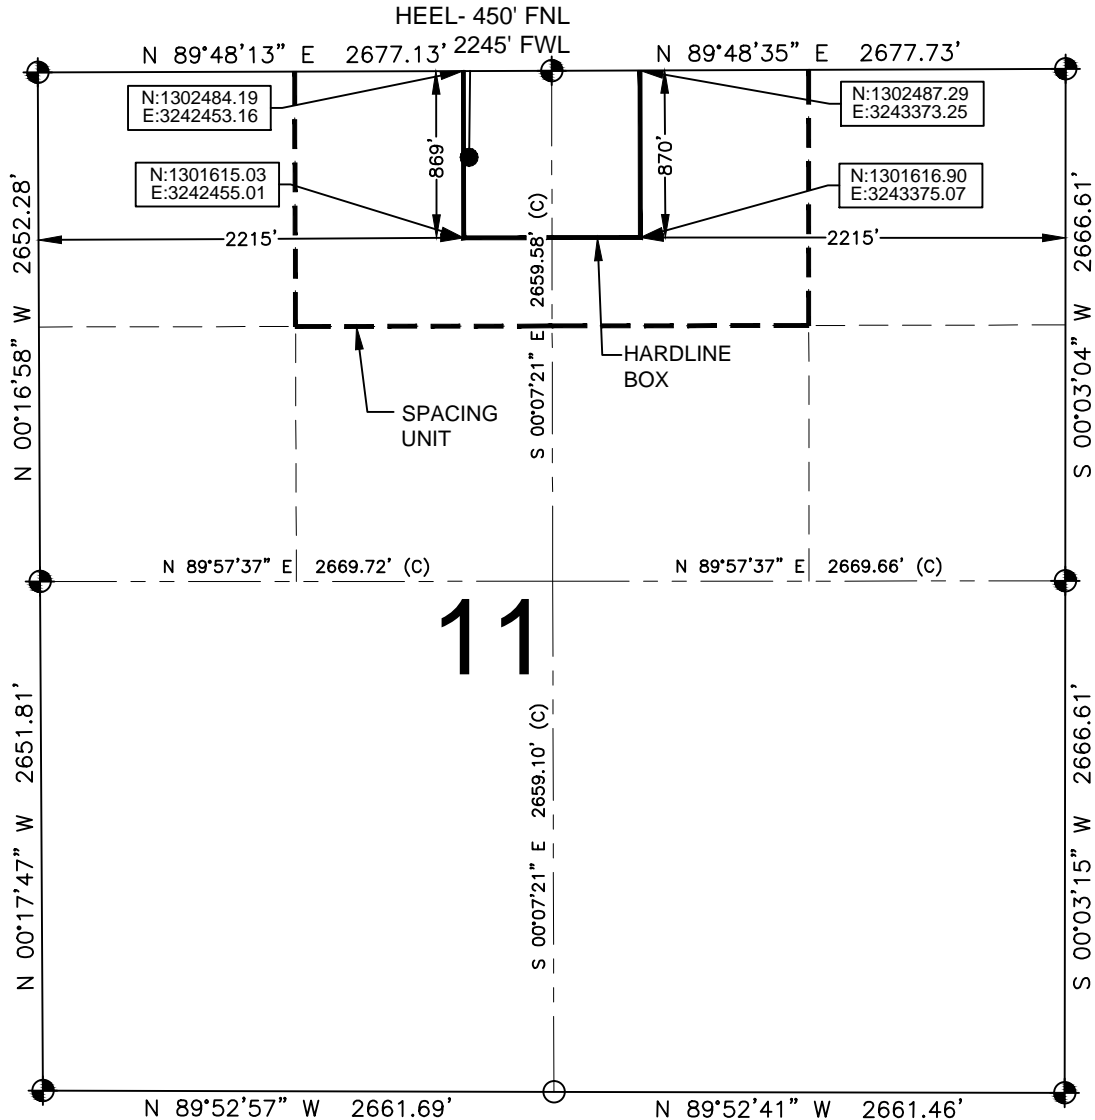 HEEL- 450' FNL
2245' FWL
N 89°48'13" E 2677.13'
N 89°48'35" E 2677.73'
N:1302484.19
E:3242453.16
N:1302487.29
E:3243373.25
869'
870'
N:1301615.03
E:3242455.01
N:1301616.90
E:3243375.07
2215'
2215'
N 00°16'58" W 2652.28'
S 00°07'21" E 2659.58' (C)
S 00°03'04" W 2666.61'
HARDLINE
BOX
SPACING
UNIT
N 89°57'37" E 2669.72' (C)
N 89°57'37" E 2669.66' (C)
11
N 00°17'47" W 2651.81'
S 00°07'21" E 2659.10' (C)
S 00°03'15" W 2666.61'
N 89°52'57" W 2661.69'
N 89°52'41" W 2661.46'